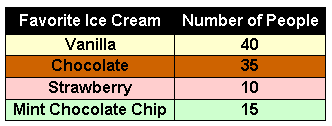 Favorite Ice Cream Number of People
Vanilla 40
Chocolate 35
Strawberry 10
Mint Chocolate Chip 15